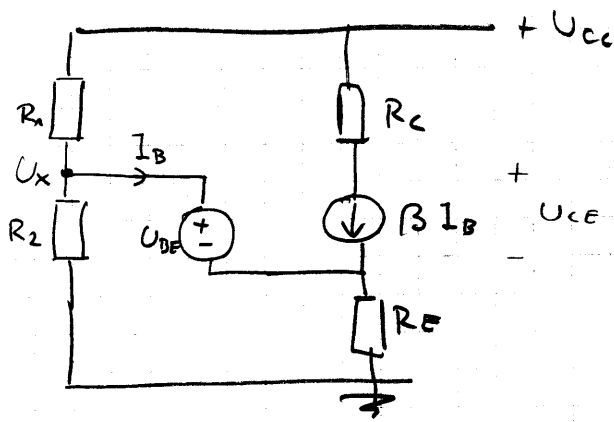 + Ucc
R1
Rc
IB
Ux
+
R2
UBE
+
-
β IB
UCE
-
RE